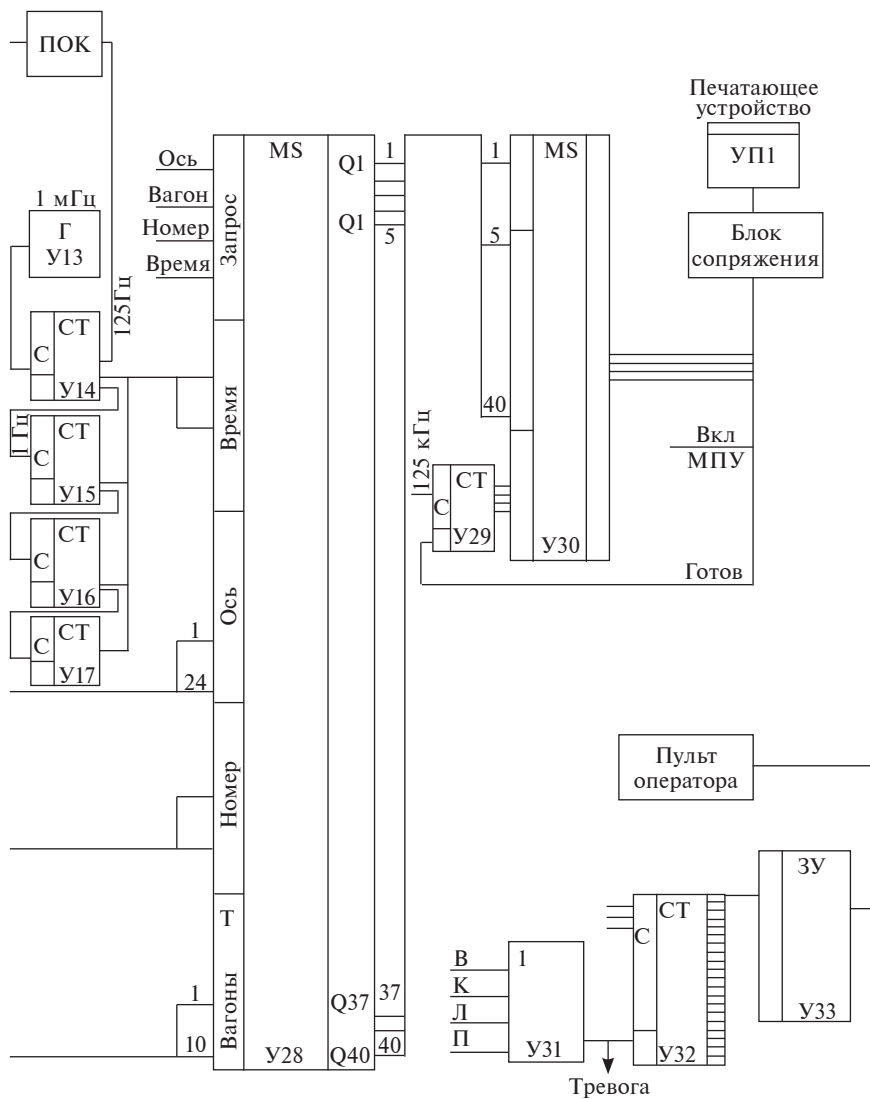 ПОК
Печатающее
устройство
УП1
Блок
сопряжения
1 мГц
Г
У13
125Гц
СТ
С
У14
1 Гц
СТ
С
У15
СТ
С
У16
СТ
С
У17
Ось
Вагон
Номер
Время
Запрос
Время
Ось
1
24
Номер
Т
Вагоны
1
10
MS
У28
Q1
1
Q1
5
Q37
37
Q40
40
1
5
40
MS
У30
125 кГц
СТ
С
У29
Вкл
МПУ
Готов
Пульт
оператора
В
К
Л
П
1
У31
Тревога
СТ
С
У32
ЗУ
У33